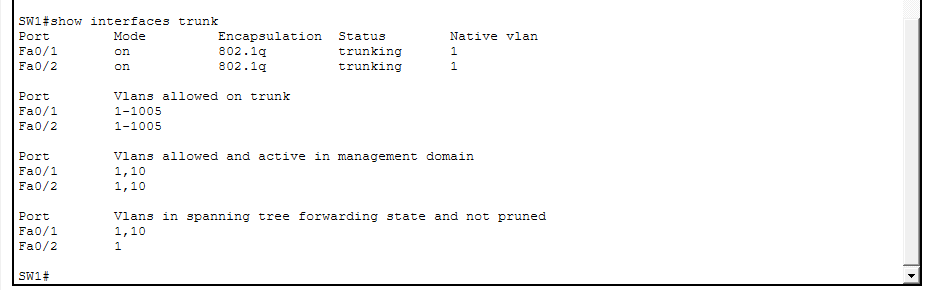 SW1#show interfaces trunk
Port        Mode         Encapsulation  Status        Native vlan
Fa0/1       on           802.1q         trunking      1
Fa0/2       on           802.1q         trunking      1
Port        Vlans allowed on trunk
Fa0/1       1-1005
Fa0/2       1-1005
Port        Vlans allowed and active in management domain
Fa0/1       1,10
Fa0/2       1,10
Port        Vlans in spanning tree forwarding state and not pruned
Fa0/1       1,10
Fa0/2       1
SW1#